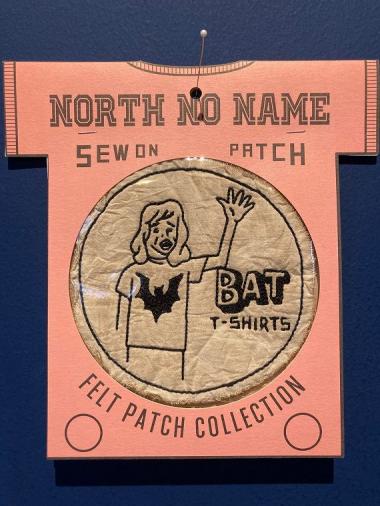 NORTH NO NAME
SEW ON PATCH
BAT
T-SHIRTS
FELT PATCH COLLECTION